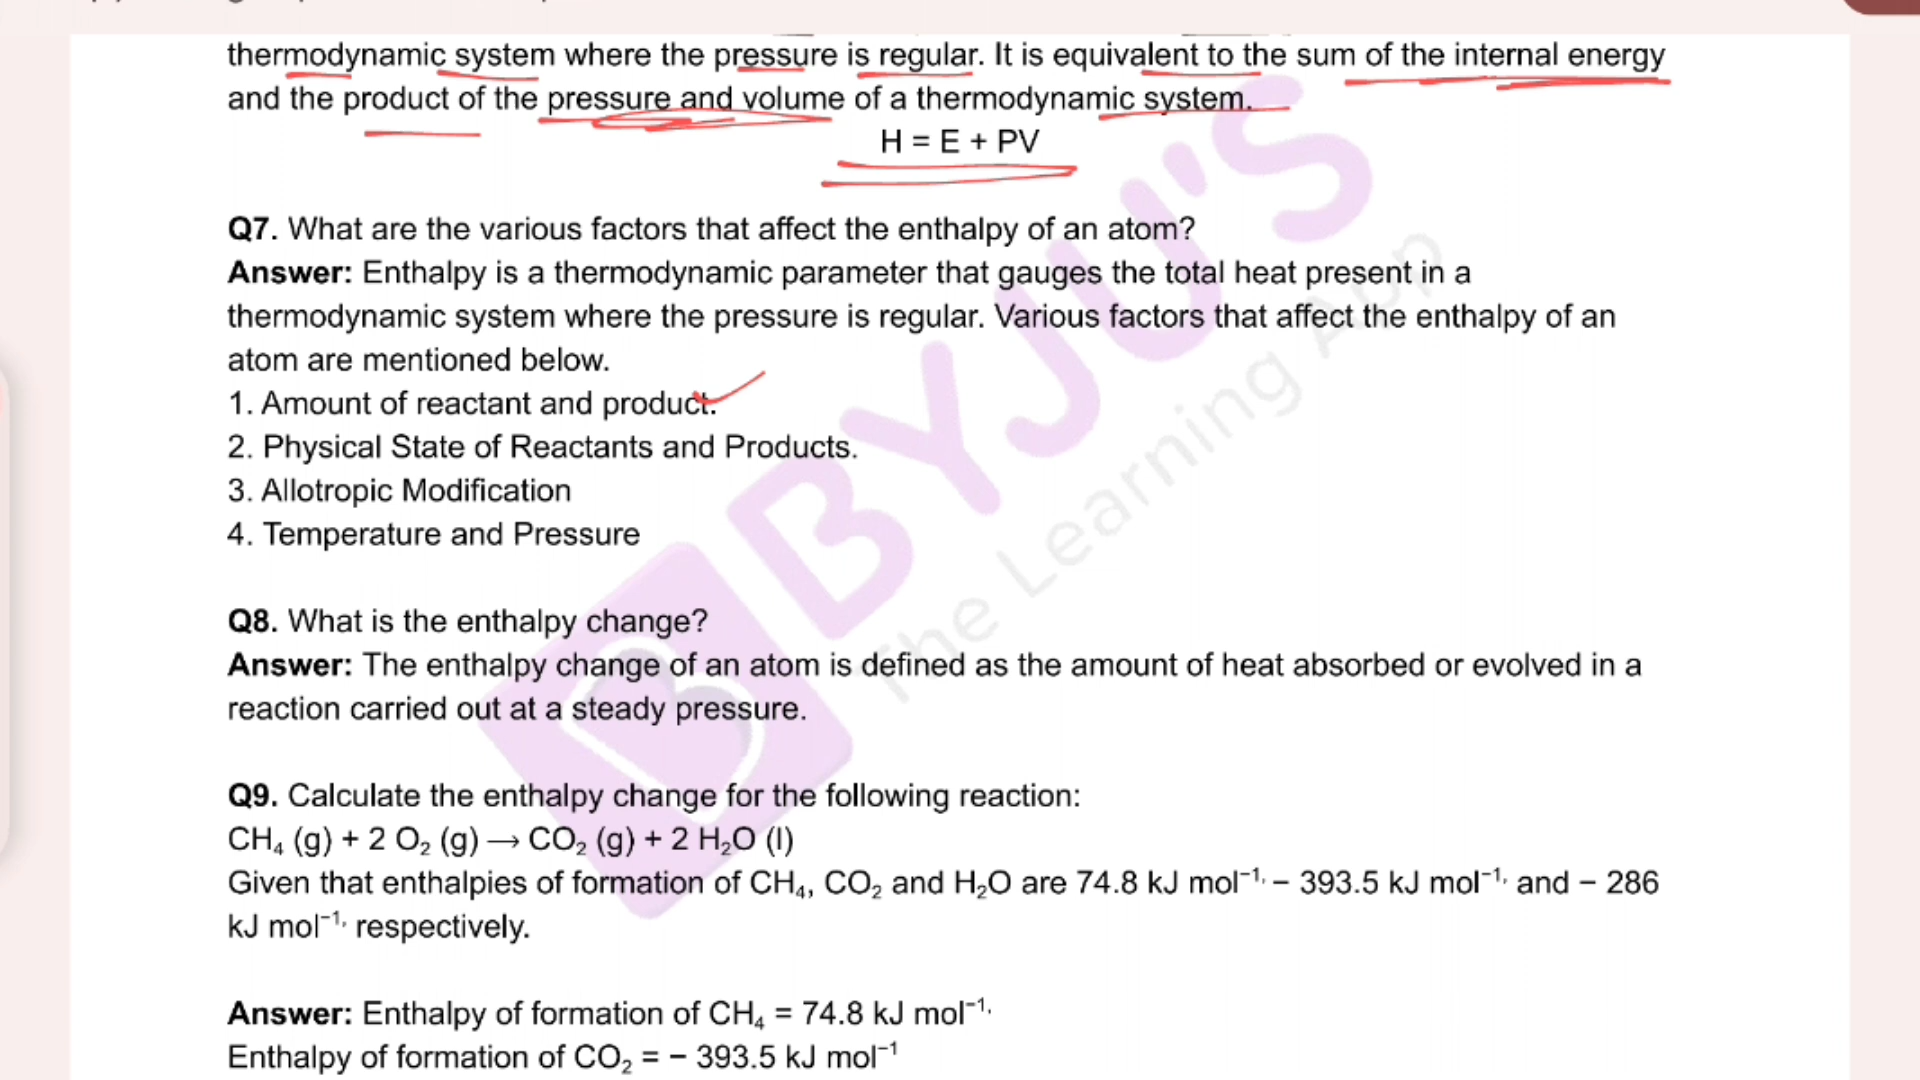 thermodynamic system where the pressure is regular. It is equivalent to the sum of the internal energy
and the product of the pressure and volume of a thermodynamic system.
H = E + PV
Q7. What are the various factors that affect the enthalpy of an atom?
Answer: Enthalpy is a thermodynamic parameter that gauges the total heat present in a
thermodynamic system where the pressure is regular. Various factors that affect the enthalpy of an
atom are mentioned below.
1. Amount of reactant and product.
2. Physical State of Reactants and Products.
3. Allotropic Modification
4. Temperature and Pressure
Q8. What is the enthalpy change?
Answer: The enthalpy change of an atom is defined as the amount of heat absorbed or evolved in a
reaction carried out at a steady pressure.
Q9. Calculate the enthalpy change for the following reaction:
CH₄ (g) + 2 O₂ (g) → CO₂ (g) + 2 H₂O (l)
Given that enthalpies of formation of CH₄, CO₂ and H₂O are 74.8 kJ mol⁻¹, – 393.5 kJ mol⁻¹, and – 286
kJ mol⁻¹, respectively.
Answer: Enthalpy of formation of CH₄ = 74.8 kJ mol⁻¹.
Enthalpy of formation of CO₂ = – 393.5 kJ mol⁻¹
BYJU'S
The Learning App